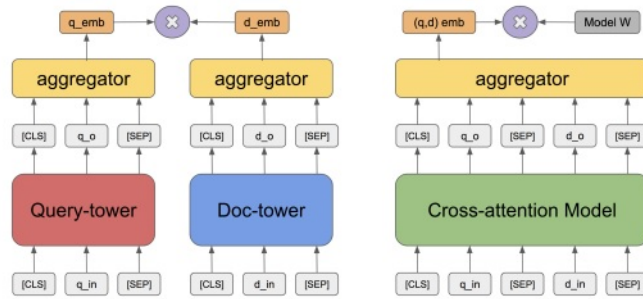 q_emb d_emb (q,d) emb Model W
aggregator aggregator aggregator
[CLS] q_o [SEP] [CLS] d_o [SEP] [CLS] q_o [SEP] d_o [SEP]
Query-tower Doc-tower Cross-attention Model
[CLS] q_in [SEP] [CLS] d_in [SEP] [CLS] q_in [SEP] d_in [SEP]